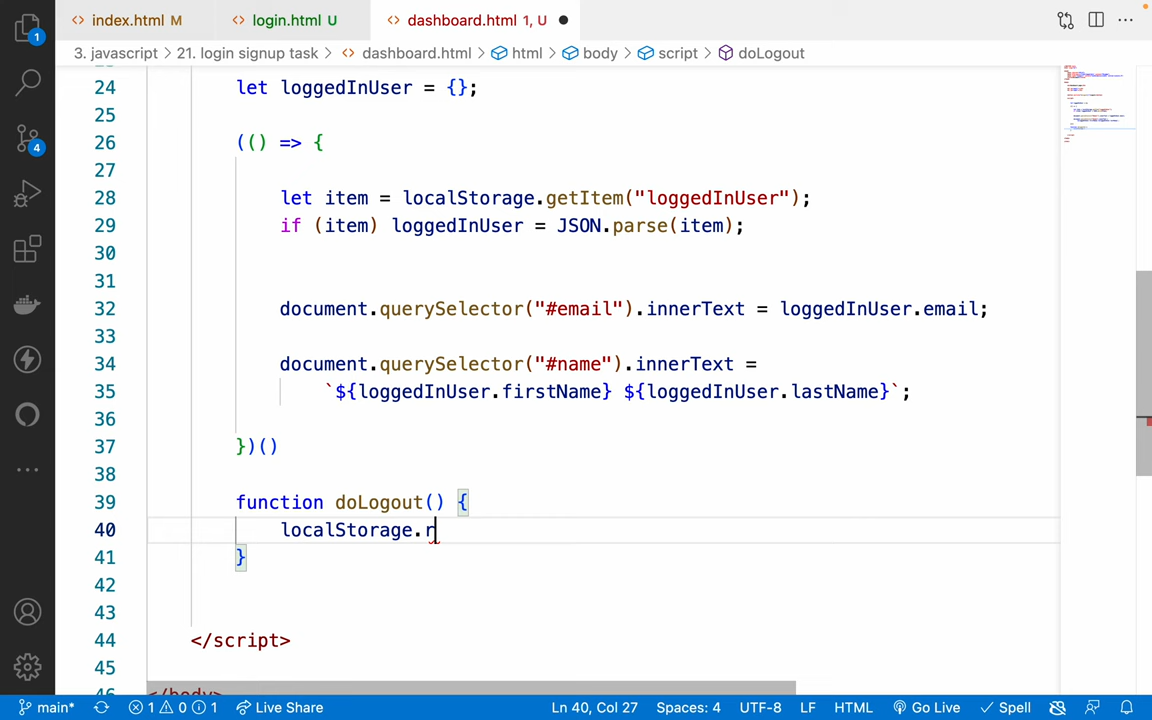 index.html M
login.html U
dashboard.html 1, U
3. javascript > 21. login signup task > dashboard.html > html > body > script > doLogout
24 let loggedInUser = {};
25
26 (() => {
27
28 let item = localStorage.getItem("loggedInUser");
29 if (item) loggedInUser = JSON.parse(item);
30
31
32 document.querySelector("#email").innerText = loggedInUser.email;
33
34 document.querySelector("#name").innerText =
35 `${loggedInUser.firstName} ${loggedInUser.lastName}`;
36
37 })()
38
39 function doLogout() {
40 localStorage.r
41 }
42
43
44 </script>
45
46 </body>
1
4
main* 1 0 1 Live Share Ln 40, Col 27 Spaces: 4 UTF-8 LF HTML Go Live Spell